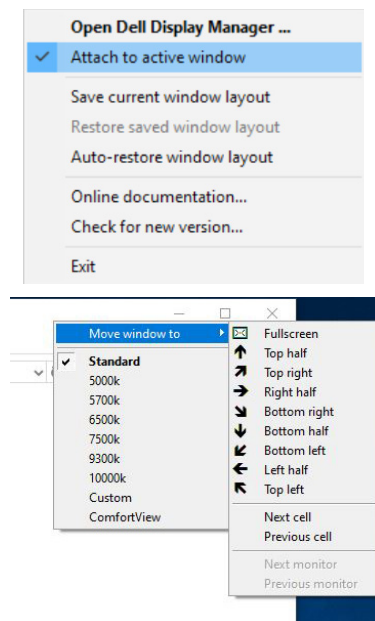 Open Dell Display Manager ...
Attach to active window
Save current window layout
Restore saved window layout
Auto-restore window layout
Online documentation...
Check for new version...
Exit
Move window to
Standard
5000k
5700k
6500k
7500k
9300k
10000k
Custom
ComfortView
Fullscreen
Top half
Top right
Right half
Bottom right
Bottom half
Bottom left
Left half
Top left
Next cell
Previous cell
Next monitor
Previous monitor